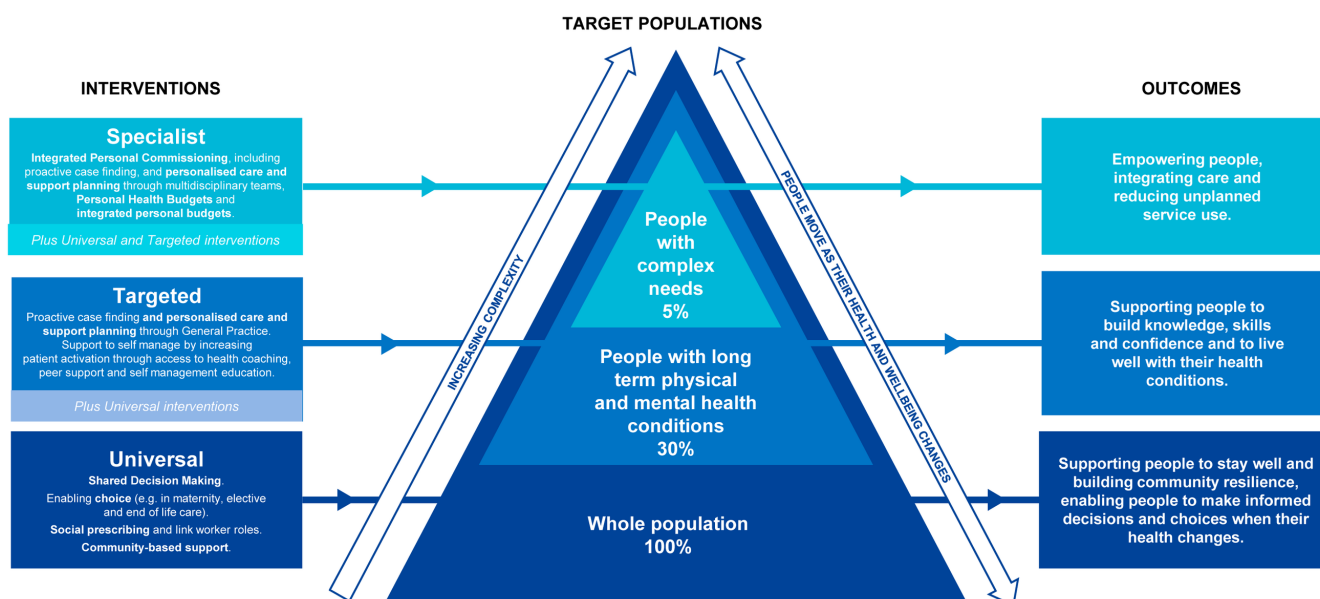 TARGET POPULATIONS
INTERVENTIONS
Specialist
Integrated Personal Commissioning, including
proactive case finding, and personalised care and
support planning through multidisciplinary teams,
Personal Health Budgets and
integrated personal budgets.
Plus Universal and Targeted interventions
Targeted
Proactive case finding and personalised care and
support planning through General Practice.
Support to self manage by increasing
patient activation through access to health coaching,
peer support and self management education.
Plus Universal interventions
Universal
Shared Decision Making.
Enabling choice (e.g. in maternity, elective
and end of life care).
Social prescribing and link worker roles.
Community-based support.
INCREASING COMPLEXITY
People
with
complex
needs
5%
People with long
term physical
and mental health
conditions
30%
Whole population
100%
PEOPLE MOVE AS THEIR HEALTH AND WELLBEING CHANGES
OUTCOMES
Empowering people,
integrating care and
reducing unplanned
service use.
Supporting people to
build knowledge, skills
and confidence and to live
well with their health
conditions.
Supporting people to stay well and
building community resilience,
enabling people to make informed
decisions and choices when their
health changes.